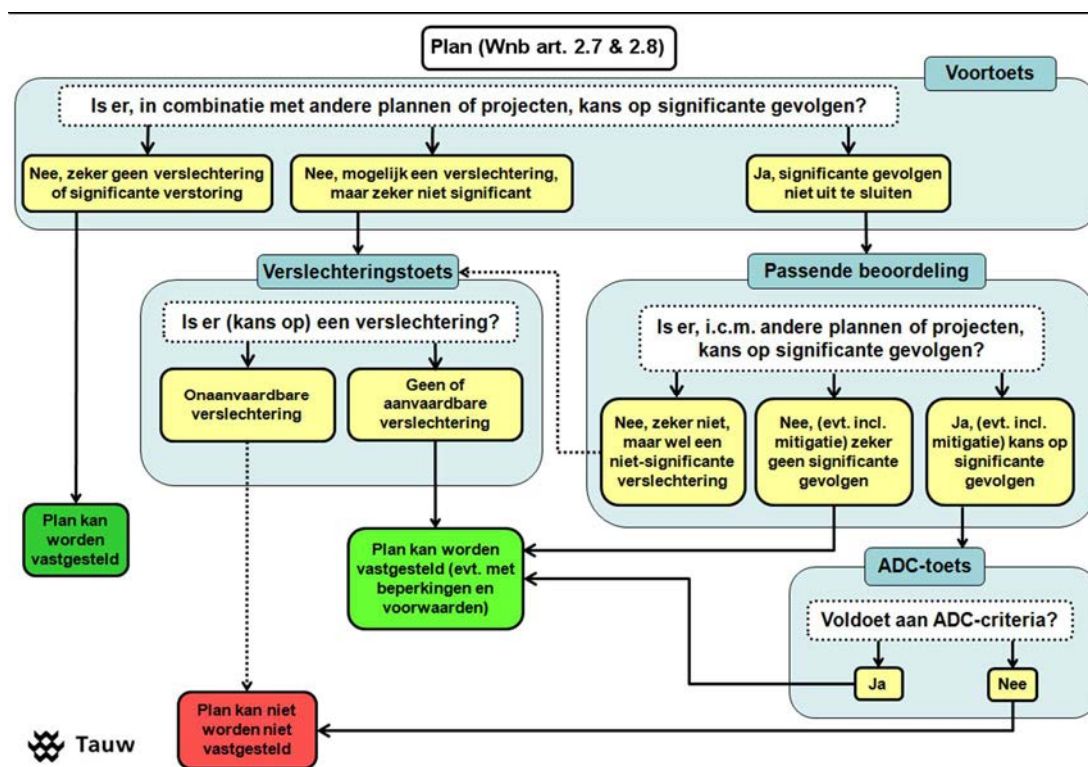 Plan (Wnb art. 2.7 & 2.8)
Voortoets
Is er, in combinatie met andere plannen of projecten, kans op significante gevolgen?
Nee, zeker geen verslechtering
of significante verstoring
Nee, mogelijk een verslechtering,
maar zeker niet significant
Ja, significante gevolgen
niet uit te sluiten
Verslechteringstoets
Is er (kans op) een verslechtering?
Onaanvaardbare
verslechtering
Geen of
aanvaardbare
verslechtering
Passende beoordeling
Is er, i.c.m. andere plannen of projecten,
kans op significante gevolgen?
Nee, zeker niet,
maar wel een
niet-significante
verslechtering
Nee, (evt. incl.
mitigatie) zeker
geen significante
gevolgen
Ja, (evt. incl.
mitigatie) kans op
significante
gevolgen
Plan kan
worden
vastgesteld
Plan kan worden
vastgesteld (evt. met
beperkingen en
voorwaarden)
ADC-toets
Voldoet aan ADC-criteria?
Ja
Nee
Plan kan niet
worden niet
vastgesteld
Tauw